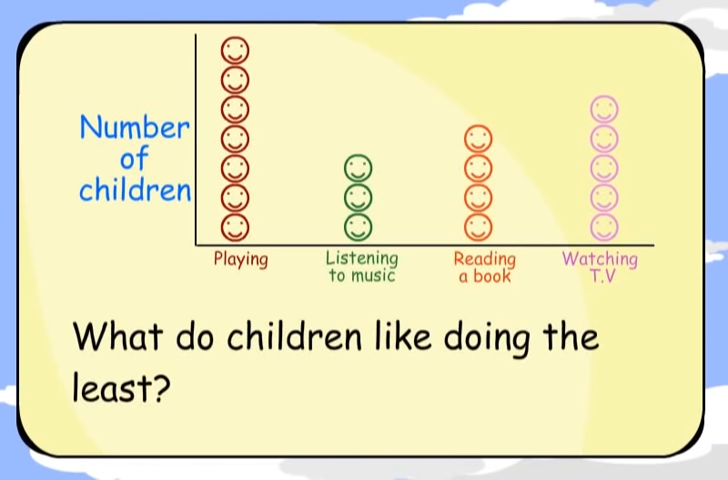 Number
of
children
Playing
Listening
to music
Reading
a book
Watching
T.V
What do children like doing the
least?